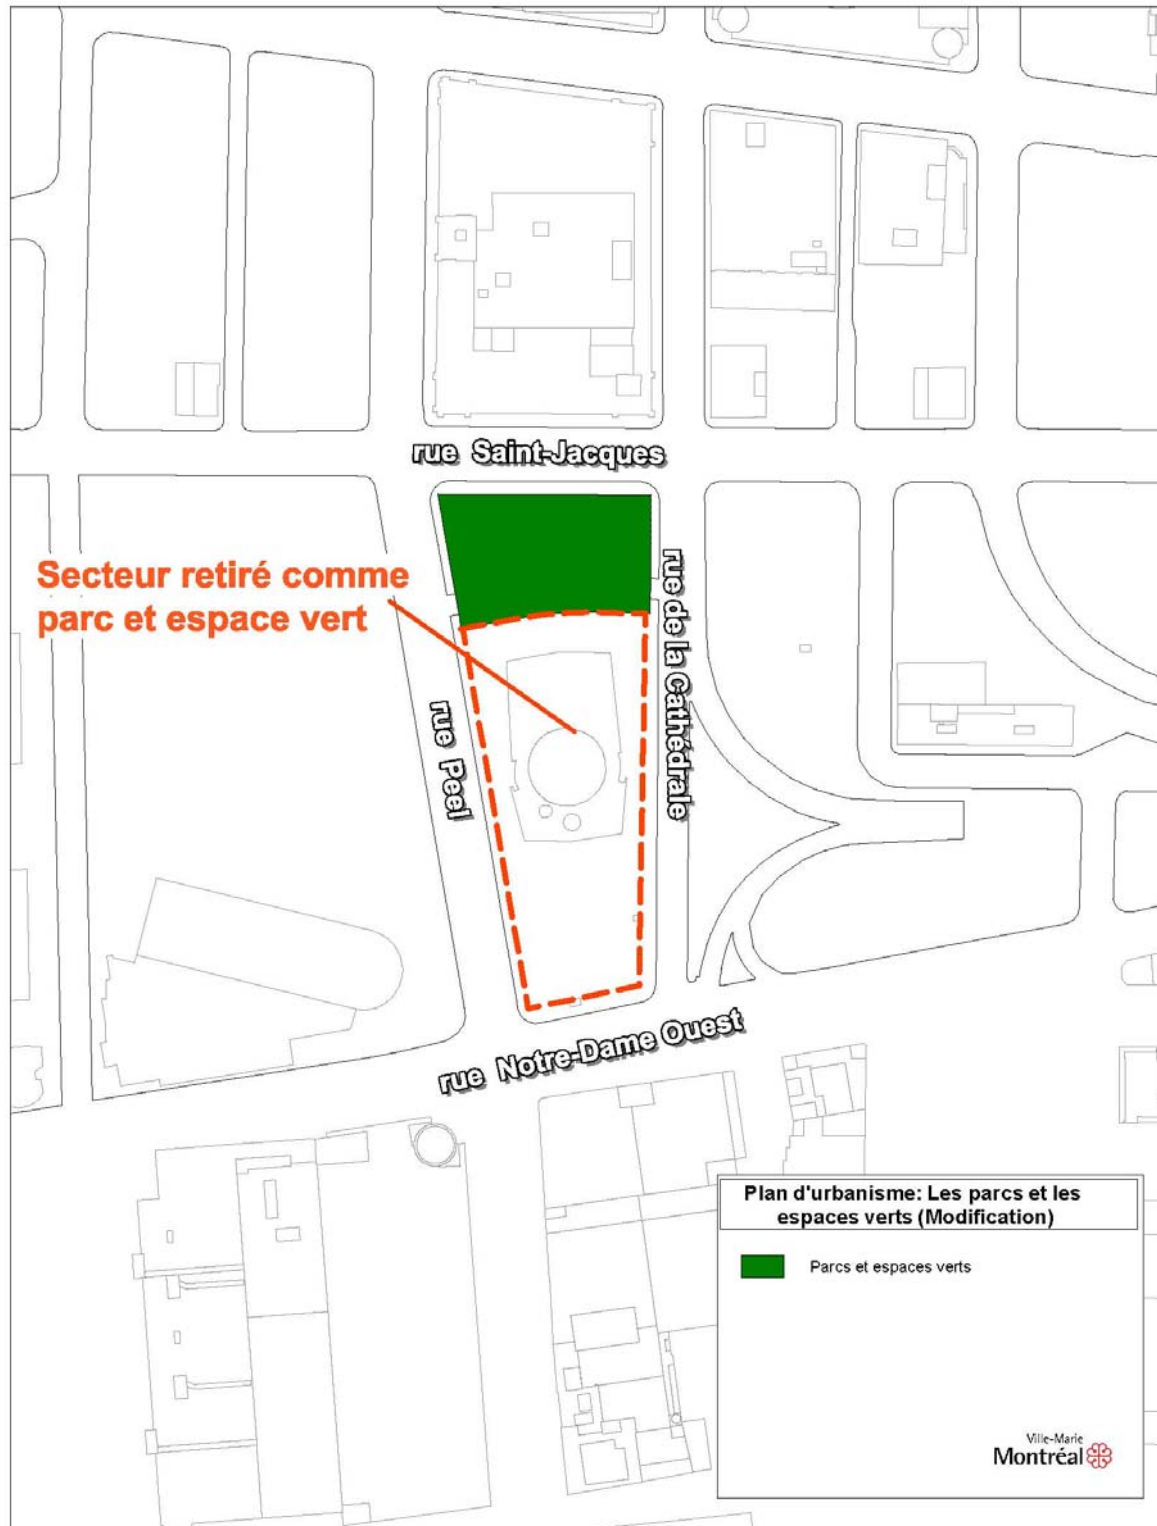 rue Saint-Jacques
Secteur retiré comme
parc et espace vert
rue de la Cathédrale
rue Peel
rue Notre-Dame Ouest
Plan d'urbanisme: Les parcs et les
espaces verts (Modification)
Parcs et espaces verts
Ville-Marie
Montréal